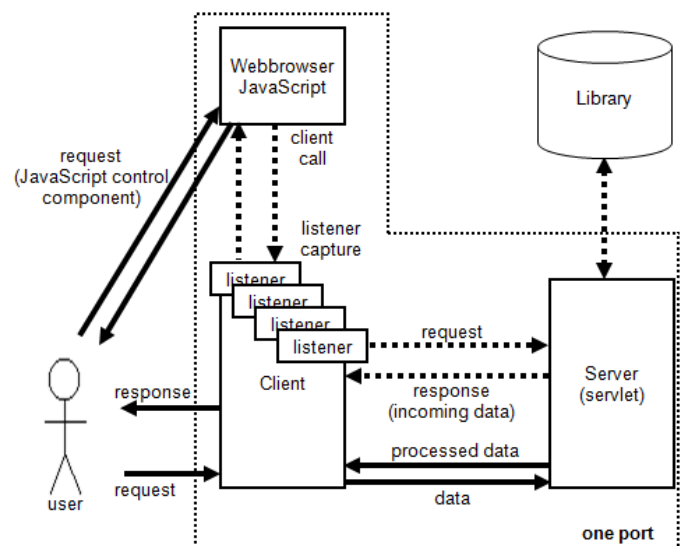 Webbrowser
JavaScript
Library
request
(JavaScript control
component)
client
call
listener
capture
listener
listener
listener
listener
request
Client
response
(incoming data)
Server
(servlet)
response
processed data
request
data
user
one port